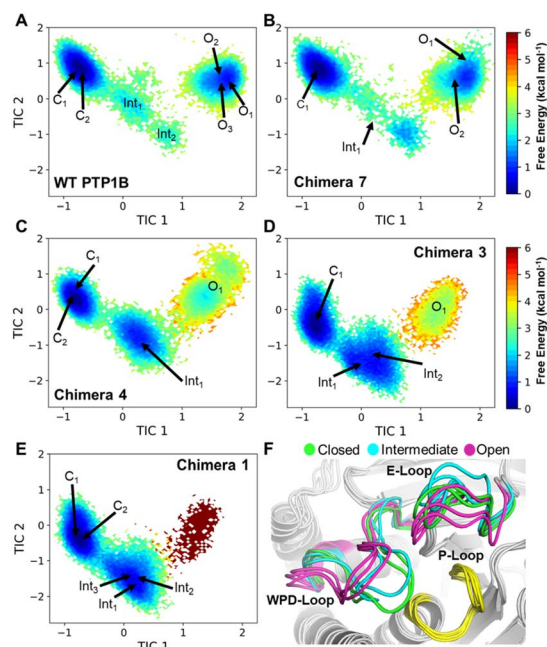 A
B
2
1
0
−1
−2
TIC 2
C₁
C₂
Int₁
Int₂
O₂
O₃
O₁
WT PTP1B
−1 0 1 2
TIC 1
2
1
0
−1
−2
O₁
O₂
Int₁
Chimera 7
−1 0 1 2
TIC 1
6
5
4
3
2
1
0
Free Energy (kcal mol⁻¹)
C
D
2
1
0
−1
−2
TIC 2
C₁
C₂
O₁
Int₁
Chimera 4
−1 0 1 2
TIC 1
2
1
0
−1
−2
Chimera 3
C₁
O₁
Int₁
Int₂
−1 0 1 2
TIC 1
6
5
4
3
2
1
0
Free Energy (kcal mol⁻¹)
E
F
2
1
0
−1
−2
TIC 2
Chimera 1
C₁
C₂
Int₃
Int₁
Int₂
−1 0 1 2
TIC 1
Closed Intermediate Open
E-Loop
P-Loop
WPD-Loop